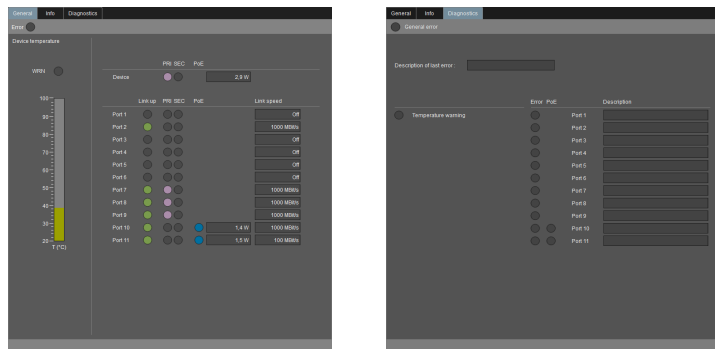 General Info Diagnostics
Error
Device temperature
WRN
100
90
80
70
60
50
40
30
20
T (°C)
PRI SEC PoE
Device 2,9 W
Link up PRI SEC PoE Link speed
Port 1 Off
Port 2 1000 MBit/s
Port 3 Off
Port 4 Off
Port 5 Off
Port 6 Off
Port 7 1000 MBit/s
Port 8 1000 MBit/s
Port 9 1000 MBit/s
Port 10 1,4 W 1000 MBit/s
Port 11 1,5 W 100 MBit/s
General Info Diagnostics
General error
Description of last error :
Error PoE Description
Temperature warning
Port 1
Port 2
Port 3
Port 4
Port 5
Port 6
Port 7
Port 8
Port 9
Port 10
Port 11